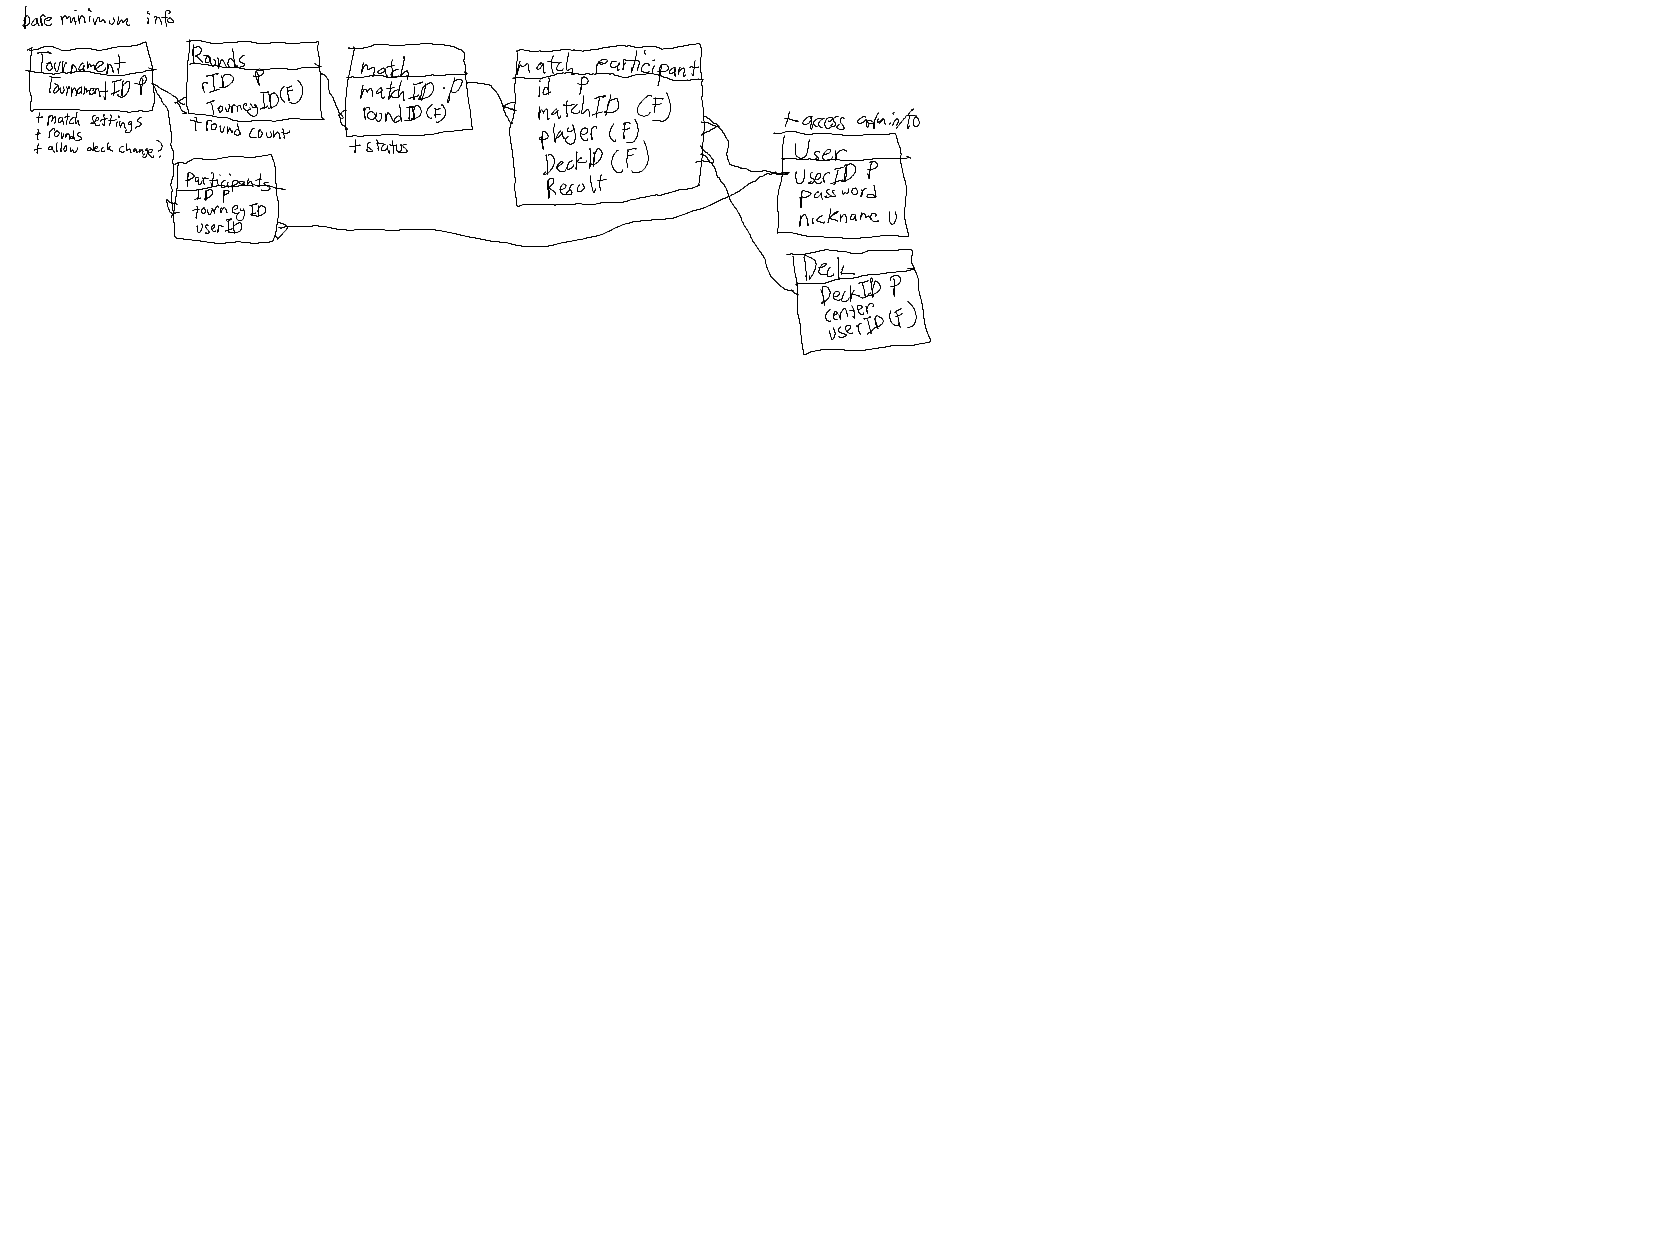 bare minimum info
Tournament
TournamentID P
+ match settings
+ rounds
+ allow deck change?
Rounds
rID P
TourneyID (F)
+ round count
Participants
ID P
tourneyID
userID
match
matchID P
roundID (F)
+ status
Match participant
id P
matchID (F)
player (F)
DeckID (F)
Result
+ access
User
UserID P
password
nickname U
Deck
DeckID P
center
userID (F)